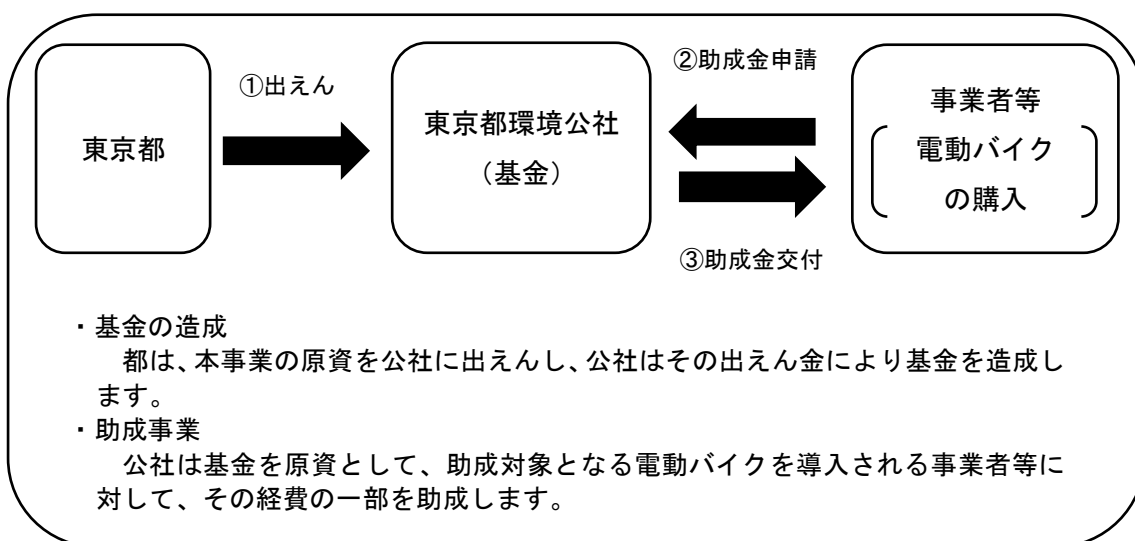 東京都
①出えん
東京都環境公社
（基金）
②助成金申請
③助成金交付
事業者等
電動バイク
の購入
・基金の造成
都は、本事業の原資を公社に出えんし、公社はその出えん金により基金を造成し
ます。
・助成事業
公社は基金を原資として、助成対象となる電動バイクを導入される事業者等に
対して、その経費の一部を助成します。